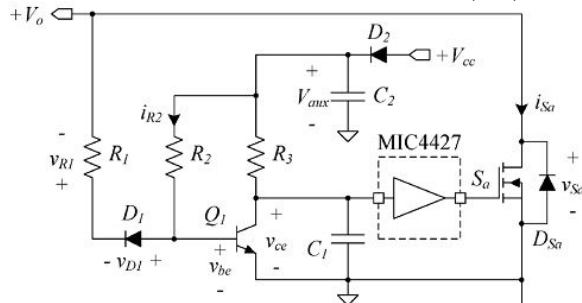 +V_o
D_2
+V_cc
+
V_aux
-
C_2
i_R2
i_Sa
-
v_R1
+
R_1
R_2
R_3
MIC4427
S_a
+
v_Sa
-
D_Sa
D_1
Q_1
- v_D1 +
+
v_be
-
+
v_ce
-
C_1